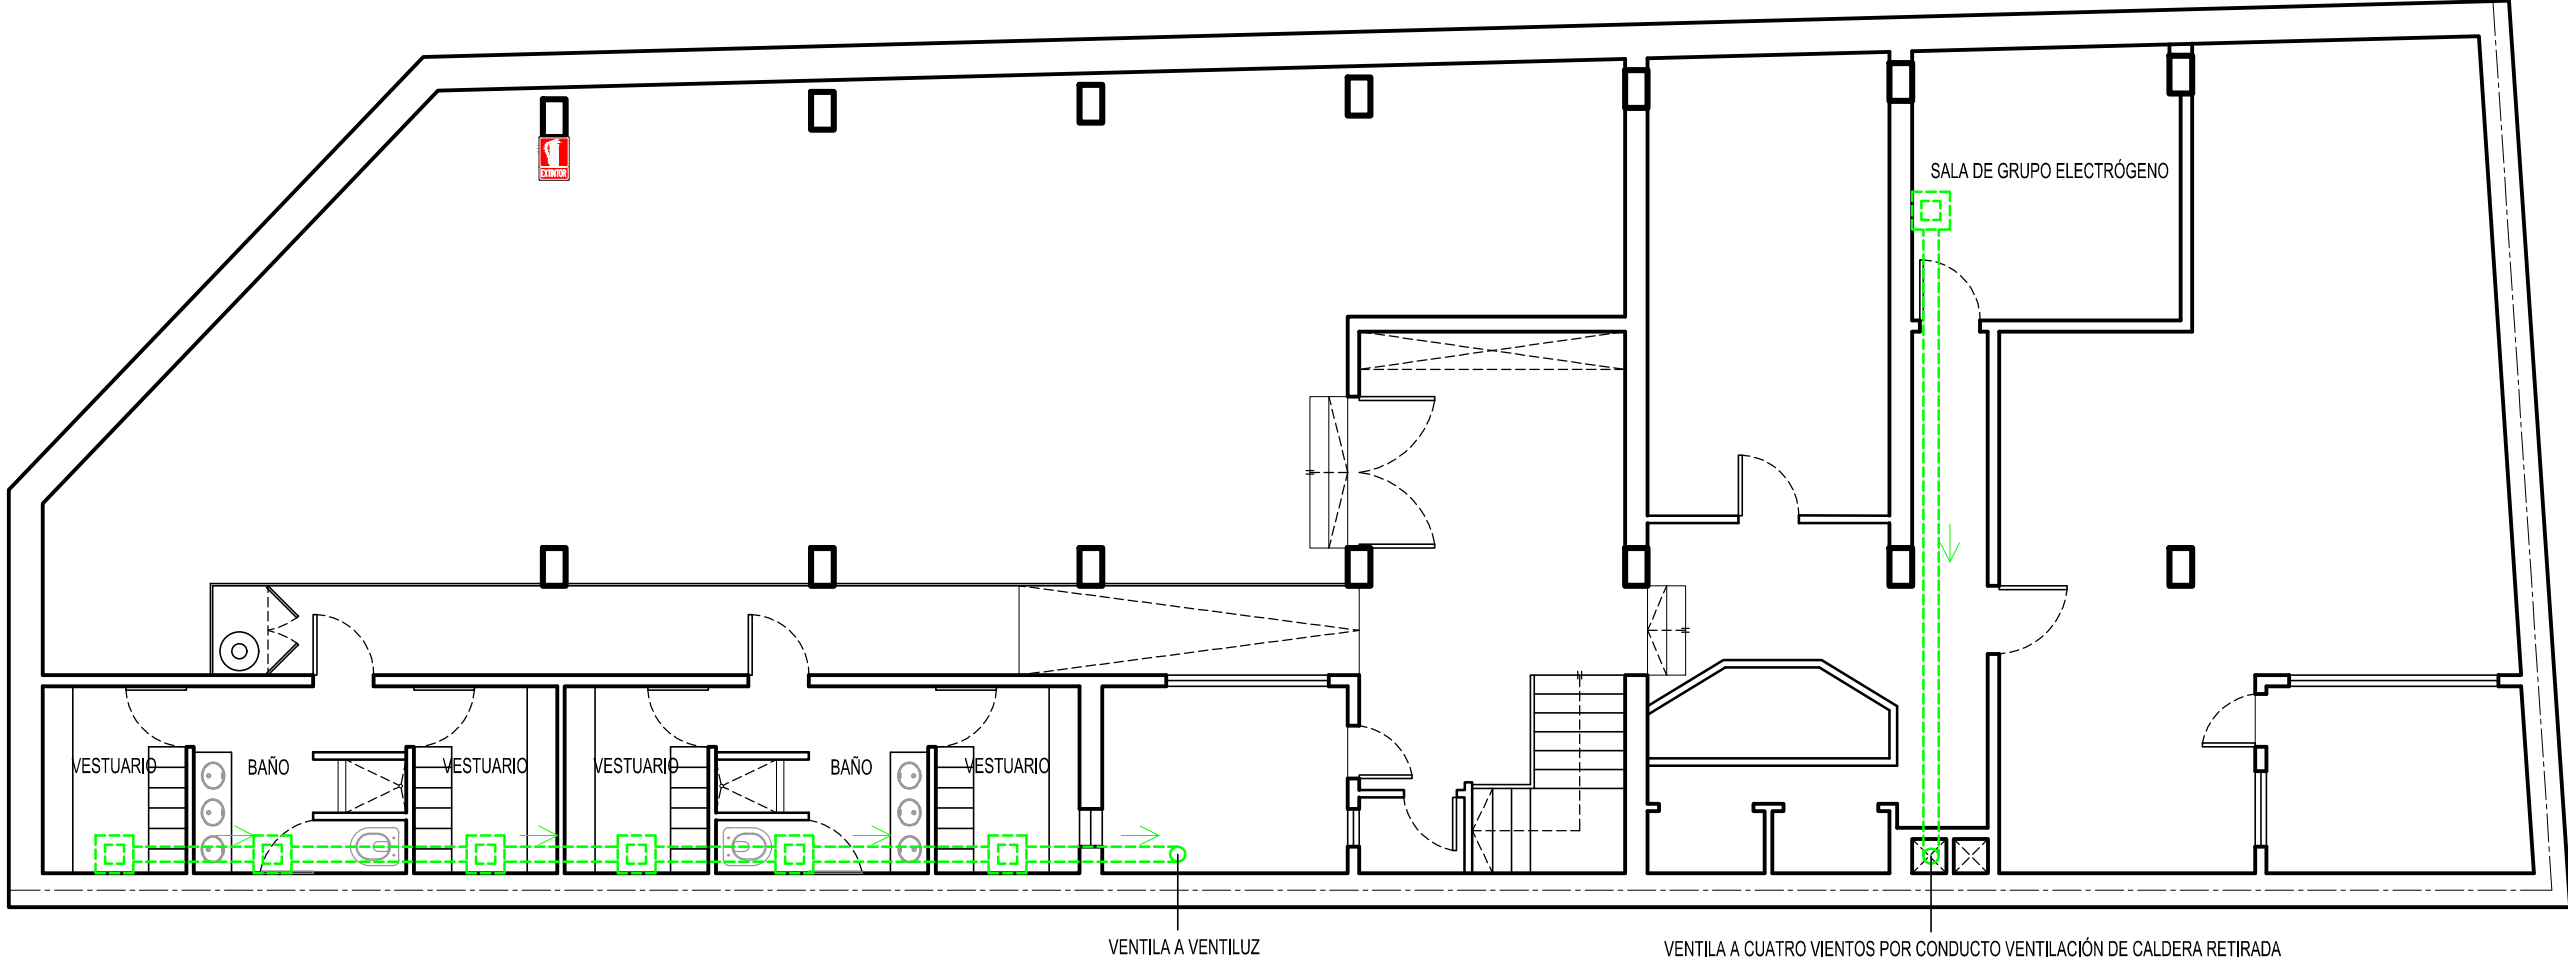 EXTINTOR
SALA DE GRUPO ELECTRÓGENO
VESTUARIO
BAÑO
VESTUARIO
VESTUARIO
BAÑO
VESTUARIO
VENTILA A VENTILUZ
VENTILA A CUATRO VIENTOS POR CONDUCTO VENTILACIÓN DE CALDERA RETIRADA